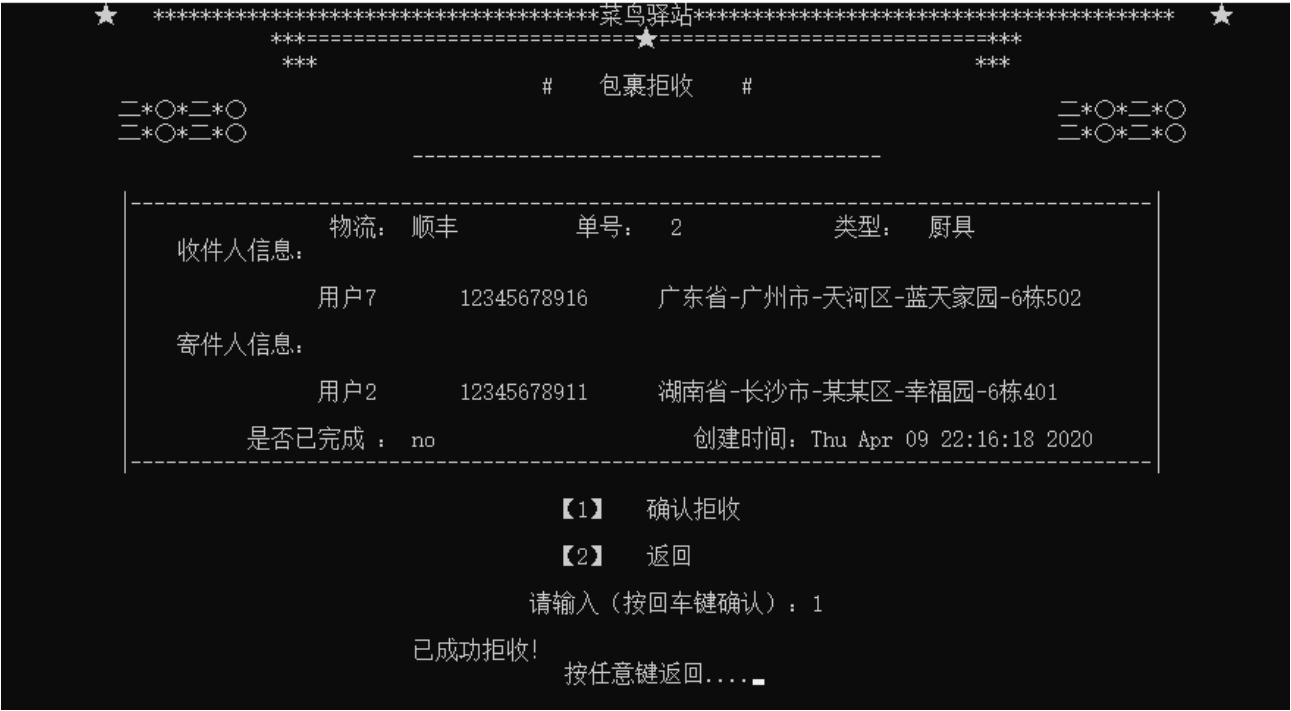 ★ **************************************菜鸟驿站***************************************** ★
***============================★============================***
*** ***
# 包裹拒收 #
二*○*二*○ 二*○*二*○
二*○*二*○ 二*○*二*○
----------------------------------------
|---------------------------------------------------------------------------------------|
物流： 顺丰 单号： 2 类型： 厨具
收件人信息：
用户7 12345678916 广东省-广州市-天河区-蓝天家园-6栋502
寄件人信息：
用户2 12345678911 湖南省-长沙市-某某区-幸福园-6栋401
是否已完成 ： no 创建时间：Thu Apr 09 22:16:18 2020
|---------------------------------------------------------------------------------------|
【1】 确认拒收
【2】 返回
请输入（按回车键确认）：1
已成功拒收!
按任意键返回....